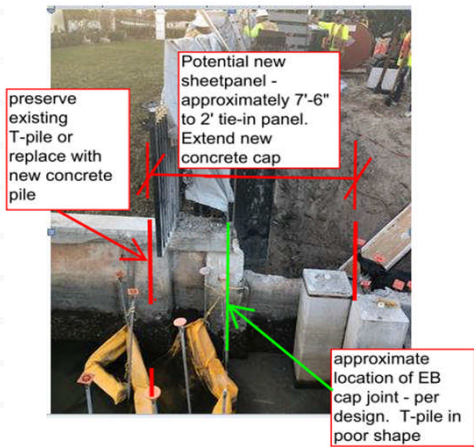 Potential new
sheetpanel -
approximately 7'-6"
to 2' tie-in panel.
Extend new
concrete cap
preserve
existing
T-pile or
replace with
new concrete
pile
approximate
location of EB
cap joint - per
design. T-pile in
poor shape